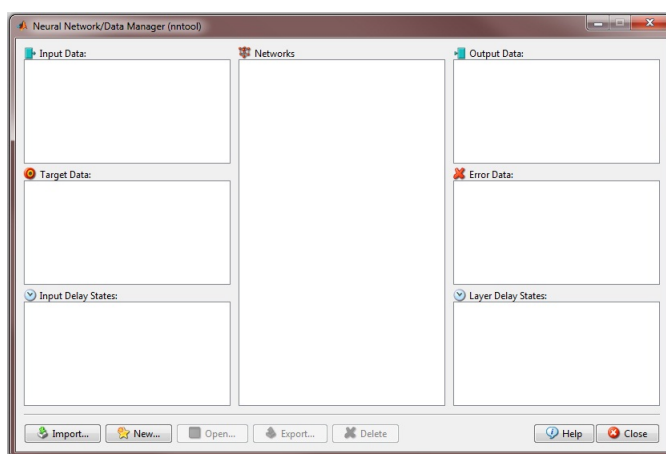 Neural Network/Data Manager (nntool)
Input Data:
Networks
Output Data:
Target Data:
Error Data:
Input Delay States:
Layer Delay States:
Import...
New...
Open...
Export...
Delete
Help
Close